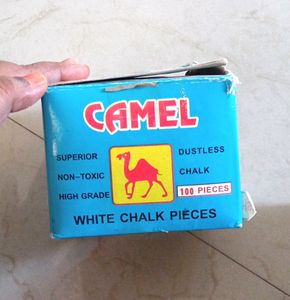 CAMEL
SUPERIOR
NON-TOXIC
HIGH GRADE
DUSTLESS
CHALK
100 PIECES
WHITE CHALK PIECES